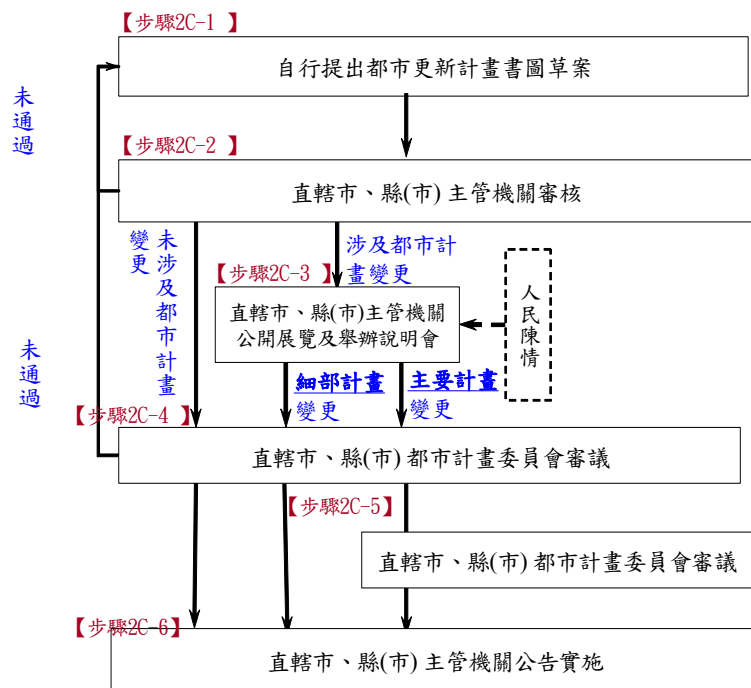 【步驟2C-1 】
自行提出都市更新計畫書圖草案
未通過
【步驟2C-2 】
直轄市、縣(市) 主管機關審核
未涉及都市計畫
變更
涉及都市計
畫變更
【步驟2C-3 】
直轄市、縣(市)主管機關
公開展覽及舉辦說明會
人民陳情
未通過
細部計畫
變更
主要計畫
變更
【步驟2C-4 】
直轄市、縣(市) 都市計畫委員會審議
【步驟2C-5】
直轄市、縣(市) 都市計畫委員會審議
【步驟2C-6】
直轄市、縣(市) 主管機關公告實施